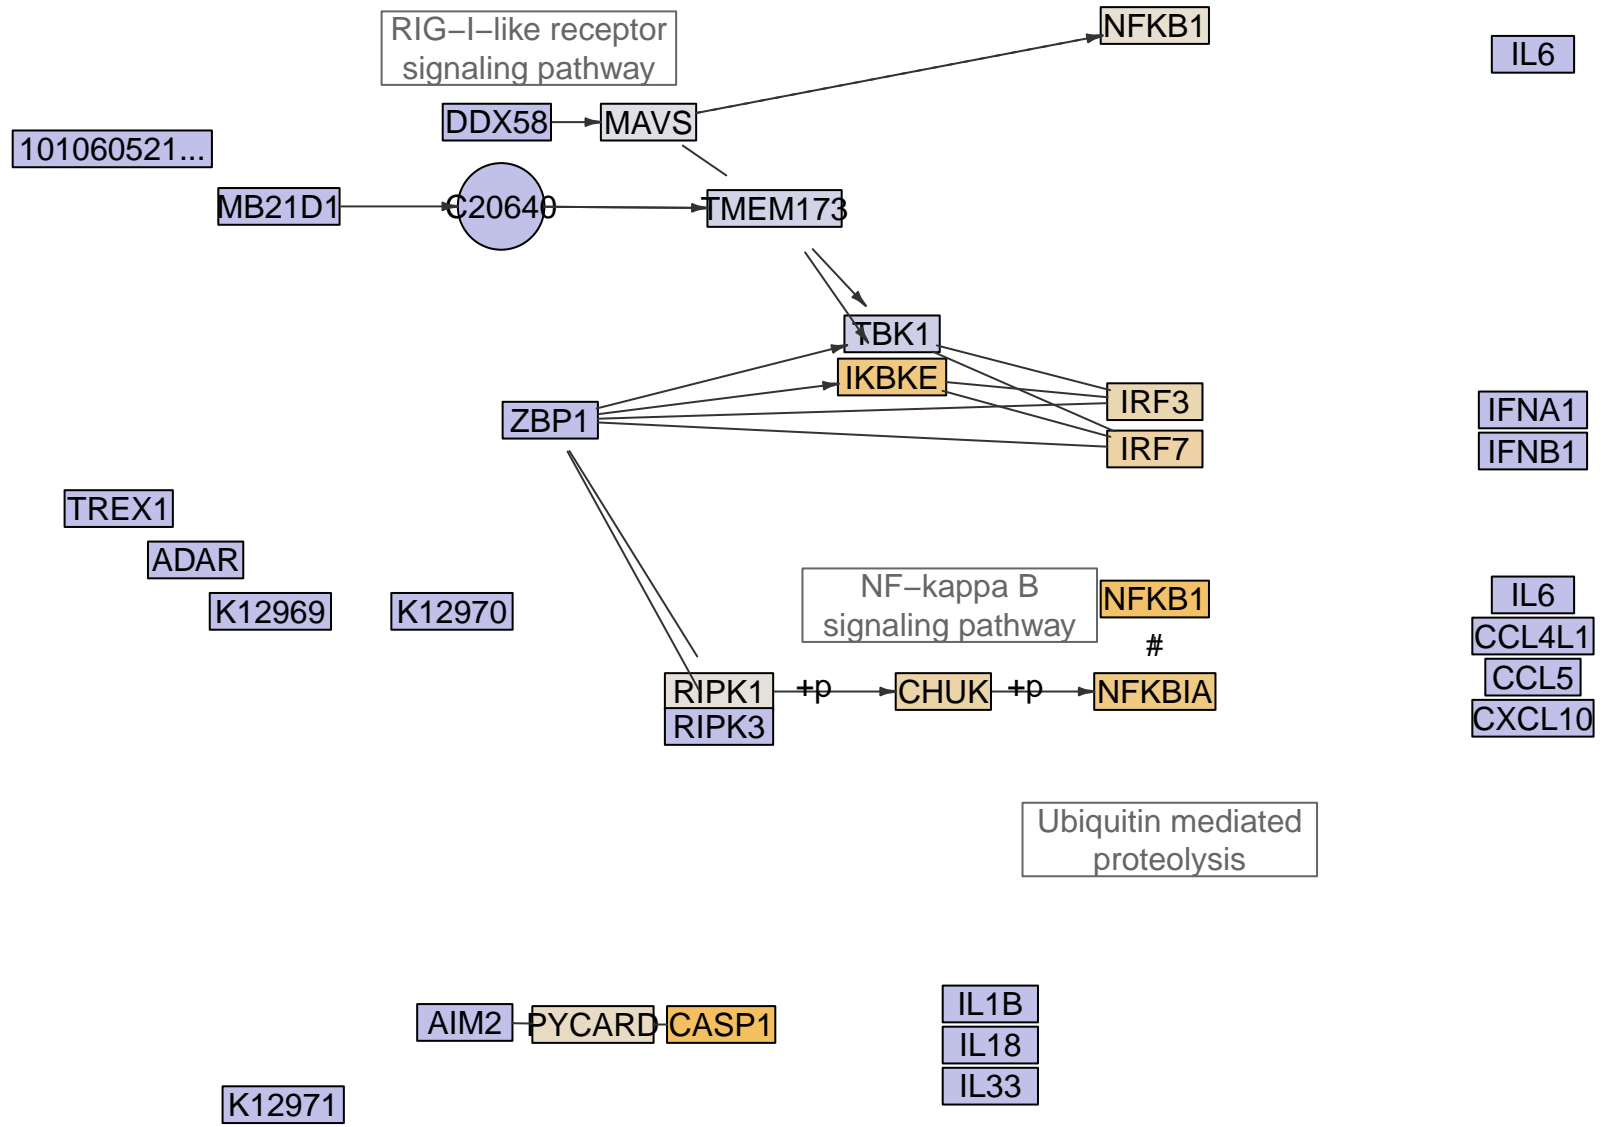 RIG−I−like receptor
signaling pathway
NFKB1
IL6
DDX58
MAVS
101060521...
MB21D1
C20640
TMEM173
TBK1
IKBKE
IRF3
IFNA1
ZBP1
IRF7
IFNB1
TREX1
ADAR
NF−kappa B
signaling pathway
NFKB1
IL6
K12969
K12970
#
CCL4L1
RIPK1
+p
CHUK
+p
NFKBIA
CCL5
RIPK3
CXCL10
Ubiquitin mediated
proteolysis
IL1B
AIM2
PYCARD
CASP1
IL18
IL33
K12971